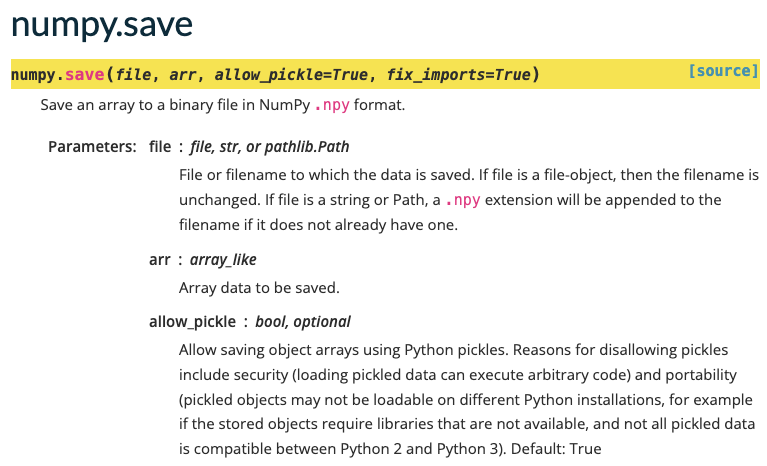 numpy.save
numpy.save(file, arr, allow_pickle=True, fix_imports=True) [source]
Save an array to a binary file in NumPy .npy format.
Parameters: file : file, str, or pathlib.Path
File or filename to which the data is saved. If file is a file-object, then the filename is
unchanged. If file is a string or Path, a .npy extension will be appended to the
filename if it does not already have one.
arr : array_like
Array data to be saved.
allow_pickle : bool, optional
Allow saving object arrays using Python pickles. Reasons for disallowing pickles
include security (loading pickled data can execute arbitrary code) and portability
(pickled objects may not be loadable on different Python installations, for example
if the stored objects require libraries that are not available, and not all pickled data
is compatible between Python 2 and Python 3). Default: True